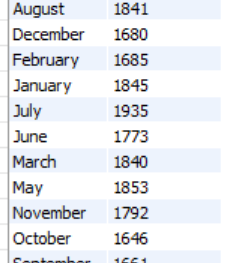 August 1841
December 1680
February 1685
January 1845
July 1935
June 1773
March 1840
May 1853
November 1792
October 1646
September 1661